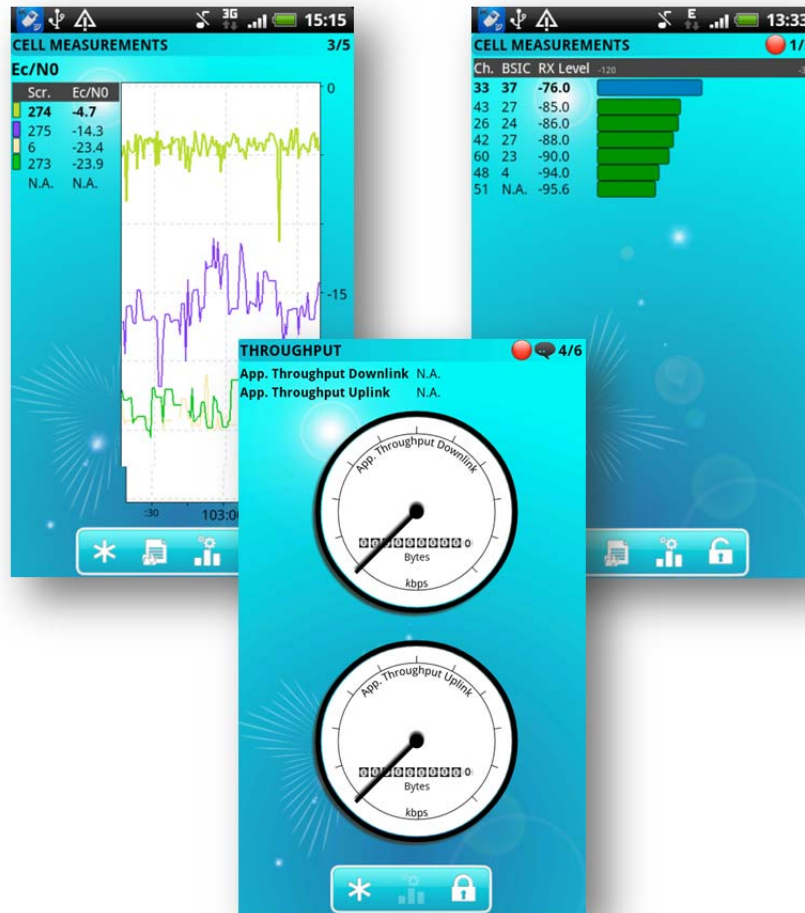 3G 15:15
CELL MEASUREMENTS 3/5
Ec/N0
Scr. Ec/N0
274 -4.7
275 -14.3
6 -23.4
273 -23.9
N.A. N.A.
0
-15
:30
E 13:33
CELL MEASUREMENTS
Ch. BSIC RX Level -120
33 37 -76.0
43 27 -85.0
26 24 -86.0
42 27 -88.0
60 23 -90.0
48 4 -94.0
51 N.A. -95.6
THROUGHPUT 4/6
App. Throughput Downlink N.A.
App. Throughput Uplink N.A.
App. Throughput Downlink
0
Bytes
kbps
App. Throughput Uplink
0
Bytes
kbps